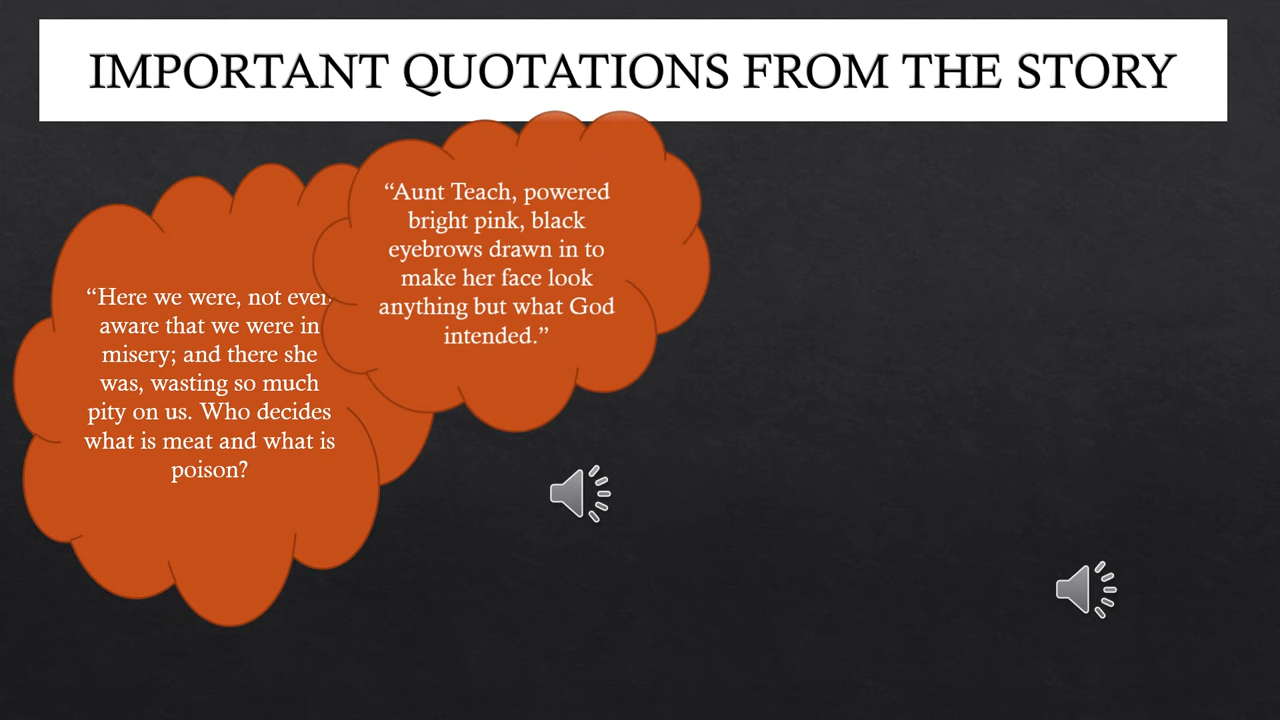 IMPORTANT QUOTATIONS FROM THE STORY
“Here we were, not even
aware that we were in
misery; and there she
was, wasting so much
pity on us. Who decides
what is meat and what is
poison?
“Aunt Teach, powered
bright pink, black
eyebrows drawn in to
make her face look
anything but what God
intended.”